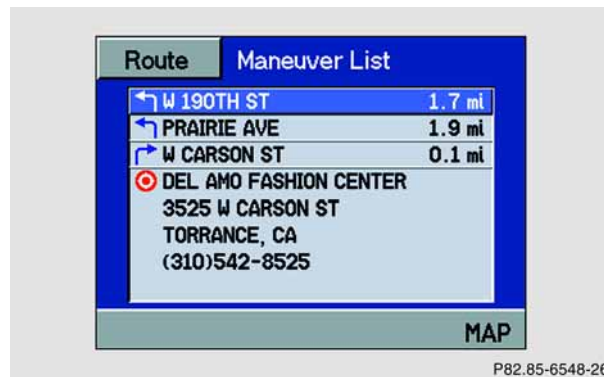 Route Maneuver List
W 190TH ST 1.7 mi
PRAIRIE AVE 1.9 mi
W CARSON ST 0.1 mi
DEL AMO FASHION CENTER
3525 W CARSON ST
TORRANCE, CA
(310)542-8525
MAP
P82.85-6548-26